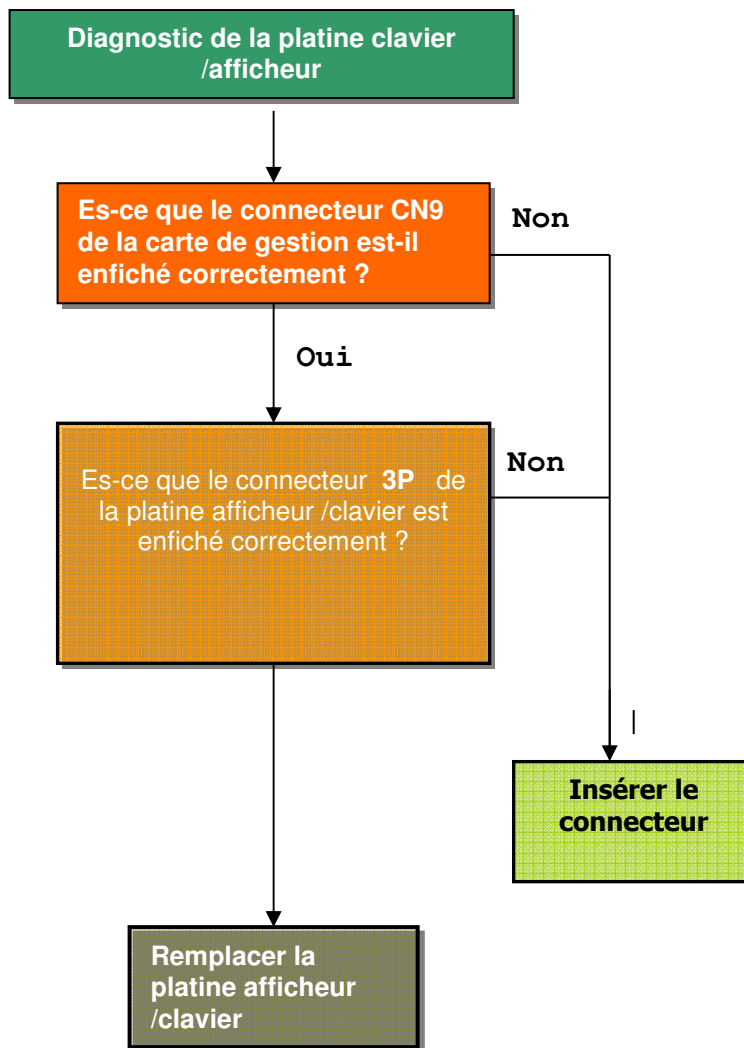 Diagnostic de la platine clavier
/afficheur
Es-ce que le connecteur CN9
de la carte de gestion est-il
enfiché correctement ?
Non
Oui
Es-ce que le connecteur 3P de
la platine afficheur /clavier est
enfiché correctement ?
Non
Insérer le
connecteur
Remplacer la
platine afficheur
/clavier